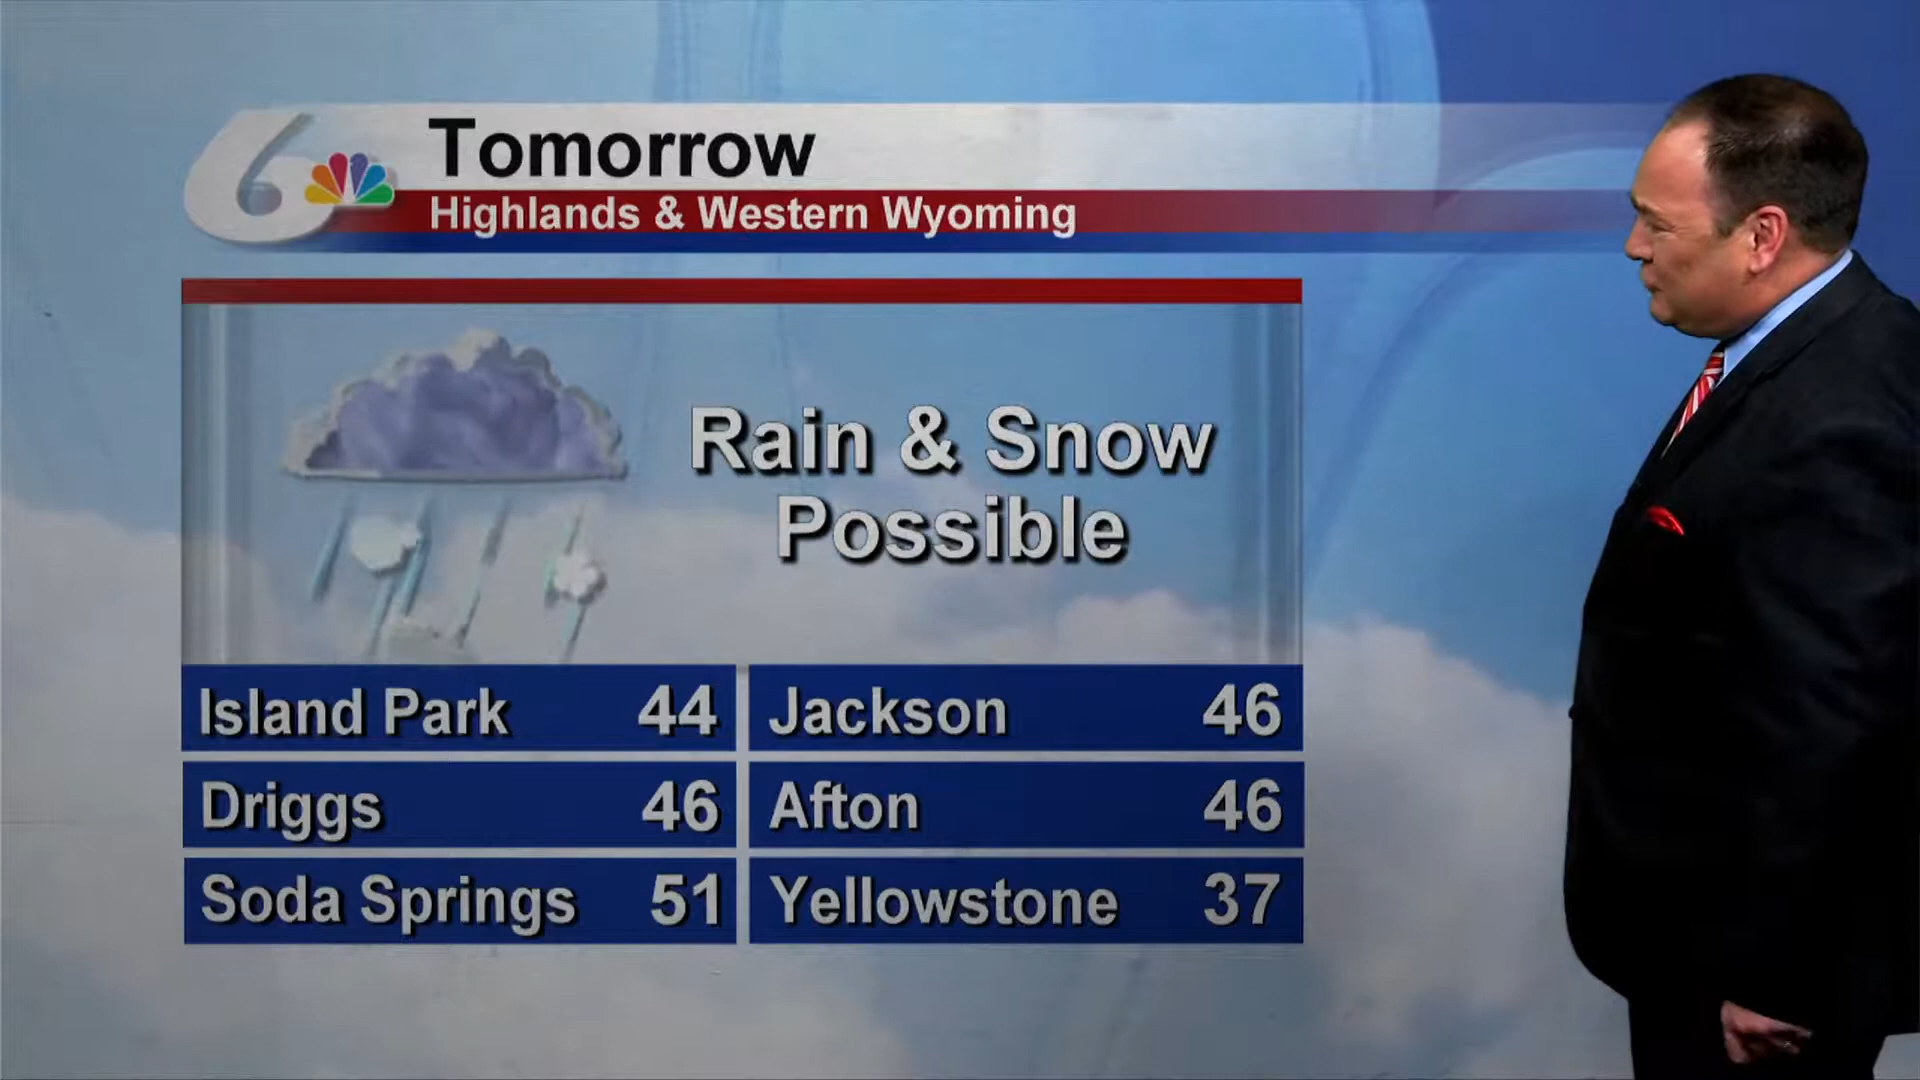 6
Tomorrow
Highlands & Western Wyoming
Rain & Snow
Possible
Island Park 44
Jackson 46
Driggs 46
Afton 46
Soda Springs 51
Yellowstone 37